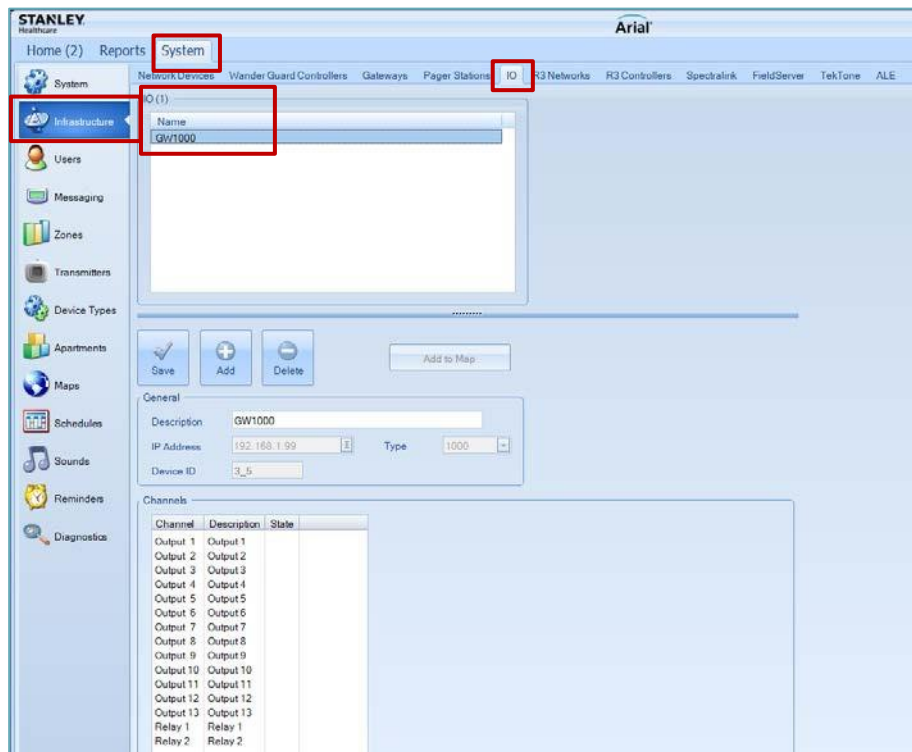 STANLEY
Healthcare
Arial
Home (2) Reports System
System
Network Devices Wander Guard Controllers Gateways Pager Stations IO R3 Networks R3 Controllers Spectralink FieldServer TekTone ALE
Infrastructure
IO (1)
Name
GW1000
Users
Messaging
Zones
Transmitters
Device Types
Apartments
Maps
Schedules
Sounds
Reminders
Diagnostics
Save Add Delete Add to Map
General
Description GW1000
IP Address 192.168.1.99 Type 1000
Device ID 3_5
Channels
Channel Description State
Output 1 Output 1
Output 2 Output 2
Output 3 Output 3
Output 4 Output 4
Output 5 Output 5
Output 6 Output 6
Output 7 Output 7
Output 8 Output 8
Output 9 Output 9
Output 10 Output 10
Output 11 Output 11
Output 12 Output 12
Output 13 Output 13
Relay 1 Relay 1
Relay 2 Relay 2